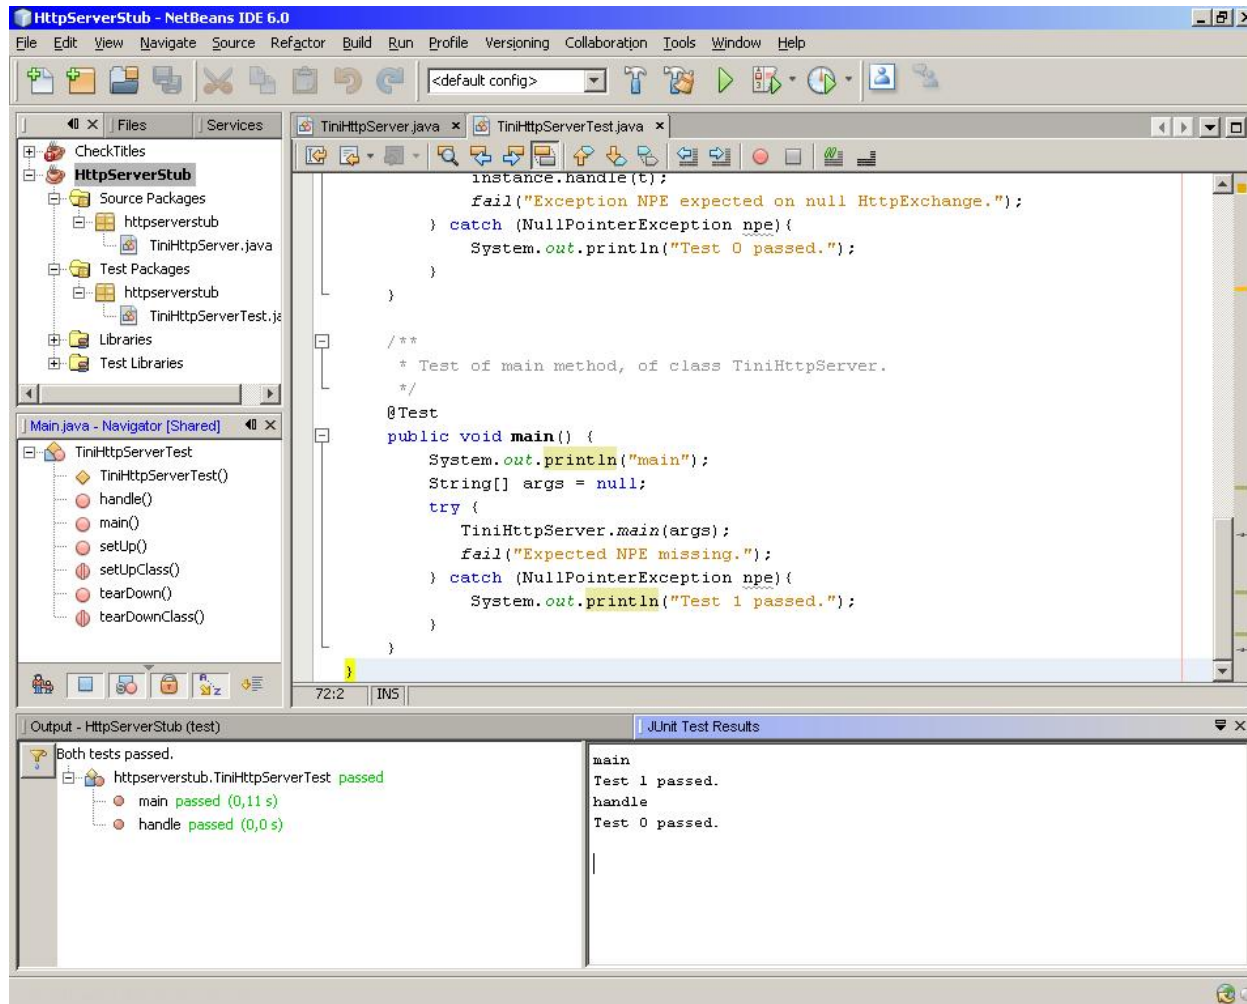 HttpServerStub - NetBeans IDE 6.0
File Edit View Navigate Source Refactor Build Run Profile Versioning Collaboration Tools Window Help
<default config>
Files Services
CheckTitles
HttpServerStub
Source Packages
httpserverstub
TiniHttpServer.java
Test Packages
httpserverstub
TiniHttpServerTest.ja
Libraries
Test Libraries
Main.java - Navigator [Shared]
TiniHttpServerTest
TiniHttpServerTest()
handle()
main()
setUp()
setUpClass()
tearDown()
tearDownClass()
TiniHttpServer.java TiniHttpServerTest.java
instance.handle(t);
fail("Exception NPE expected on null HttpExchange.");
} catch (NullPointerException npe){
System.out.println("Test 0 passed.");
}
}
/**
* Test of main method, of class TiniHttpServer.
*/
@Test
public void main() {
System.out.println("main");
String[] args = null;
try {
TiniHttpServer.main(args);
fail("Expected NPE missing.");
} catch (NullPointerException npe){
System.out.println("Test 1 passed.");
}
}
}
72:2 INS
Output - HttpServerStub (test)
JUnit Test Results
Both tests passed.
httpserverstub.TiniHttpServerTest passed
main passed (0,11 s)
handle passed (0,0 s)
main
Test 1 passed.
handle
Test 0 passed.